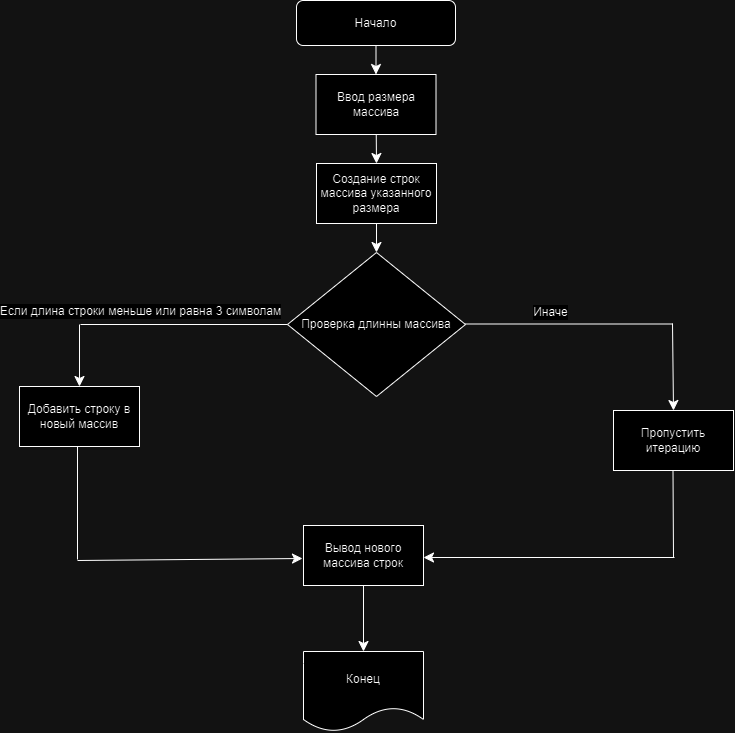 Начало
Ввод размера
массива
Создание строк
массива указанного
размера
Если длина строки меньше или равна 3 символам
Проверка длинны массива
Иначе
Добавить строку в
новый массив
Пропустить
итерацию
Вывод нового
массива строк
Конец